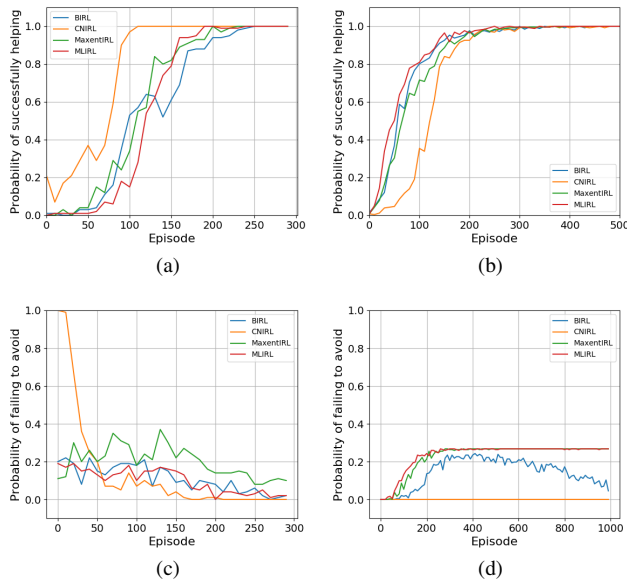 Probability of successfully helping
1.0
0.8
0.6
0.4
0.2
0.0
BIRL
CNIRL
MaxentIRL
MLIRL
0 50 100 150 200 250 300
Episode
(a)
Probability of successfully helping
1.0
0.8
0.6
0.4
0.2
0.0
BIRL
CNIRL
MaxentIRL
MLIRL
0 100 200 300 400 500
Episode
(b)
Probability of failing to avoid
1.0
0.8
0.6
0.4
0.2
0.0
BIRL
CNIRL
MaxentIRL
MLIRL
0 50 100 150 200 250 300
Episode
(c)
Probability of failing to avoid
1.0
0.8
0.6
0.4
0.2
0.0
BIRL
CNIRL
MaxentIRL
MLIRL
0 200 400 600 800 1000
Episode
(d)